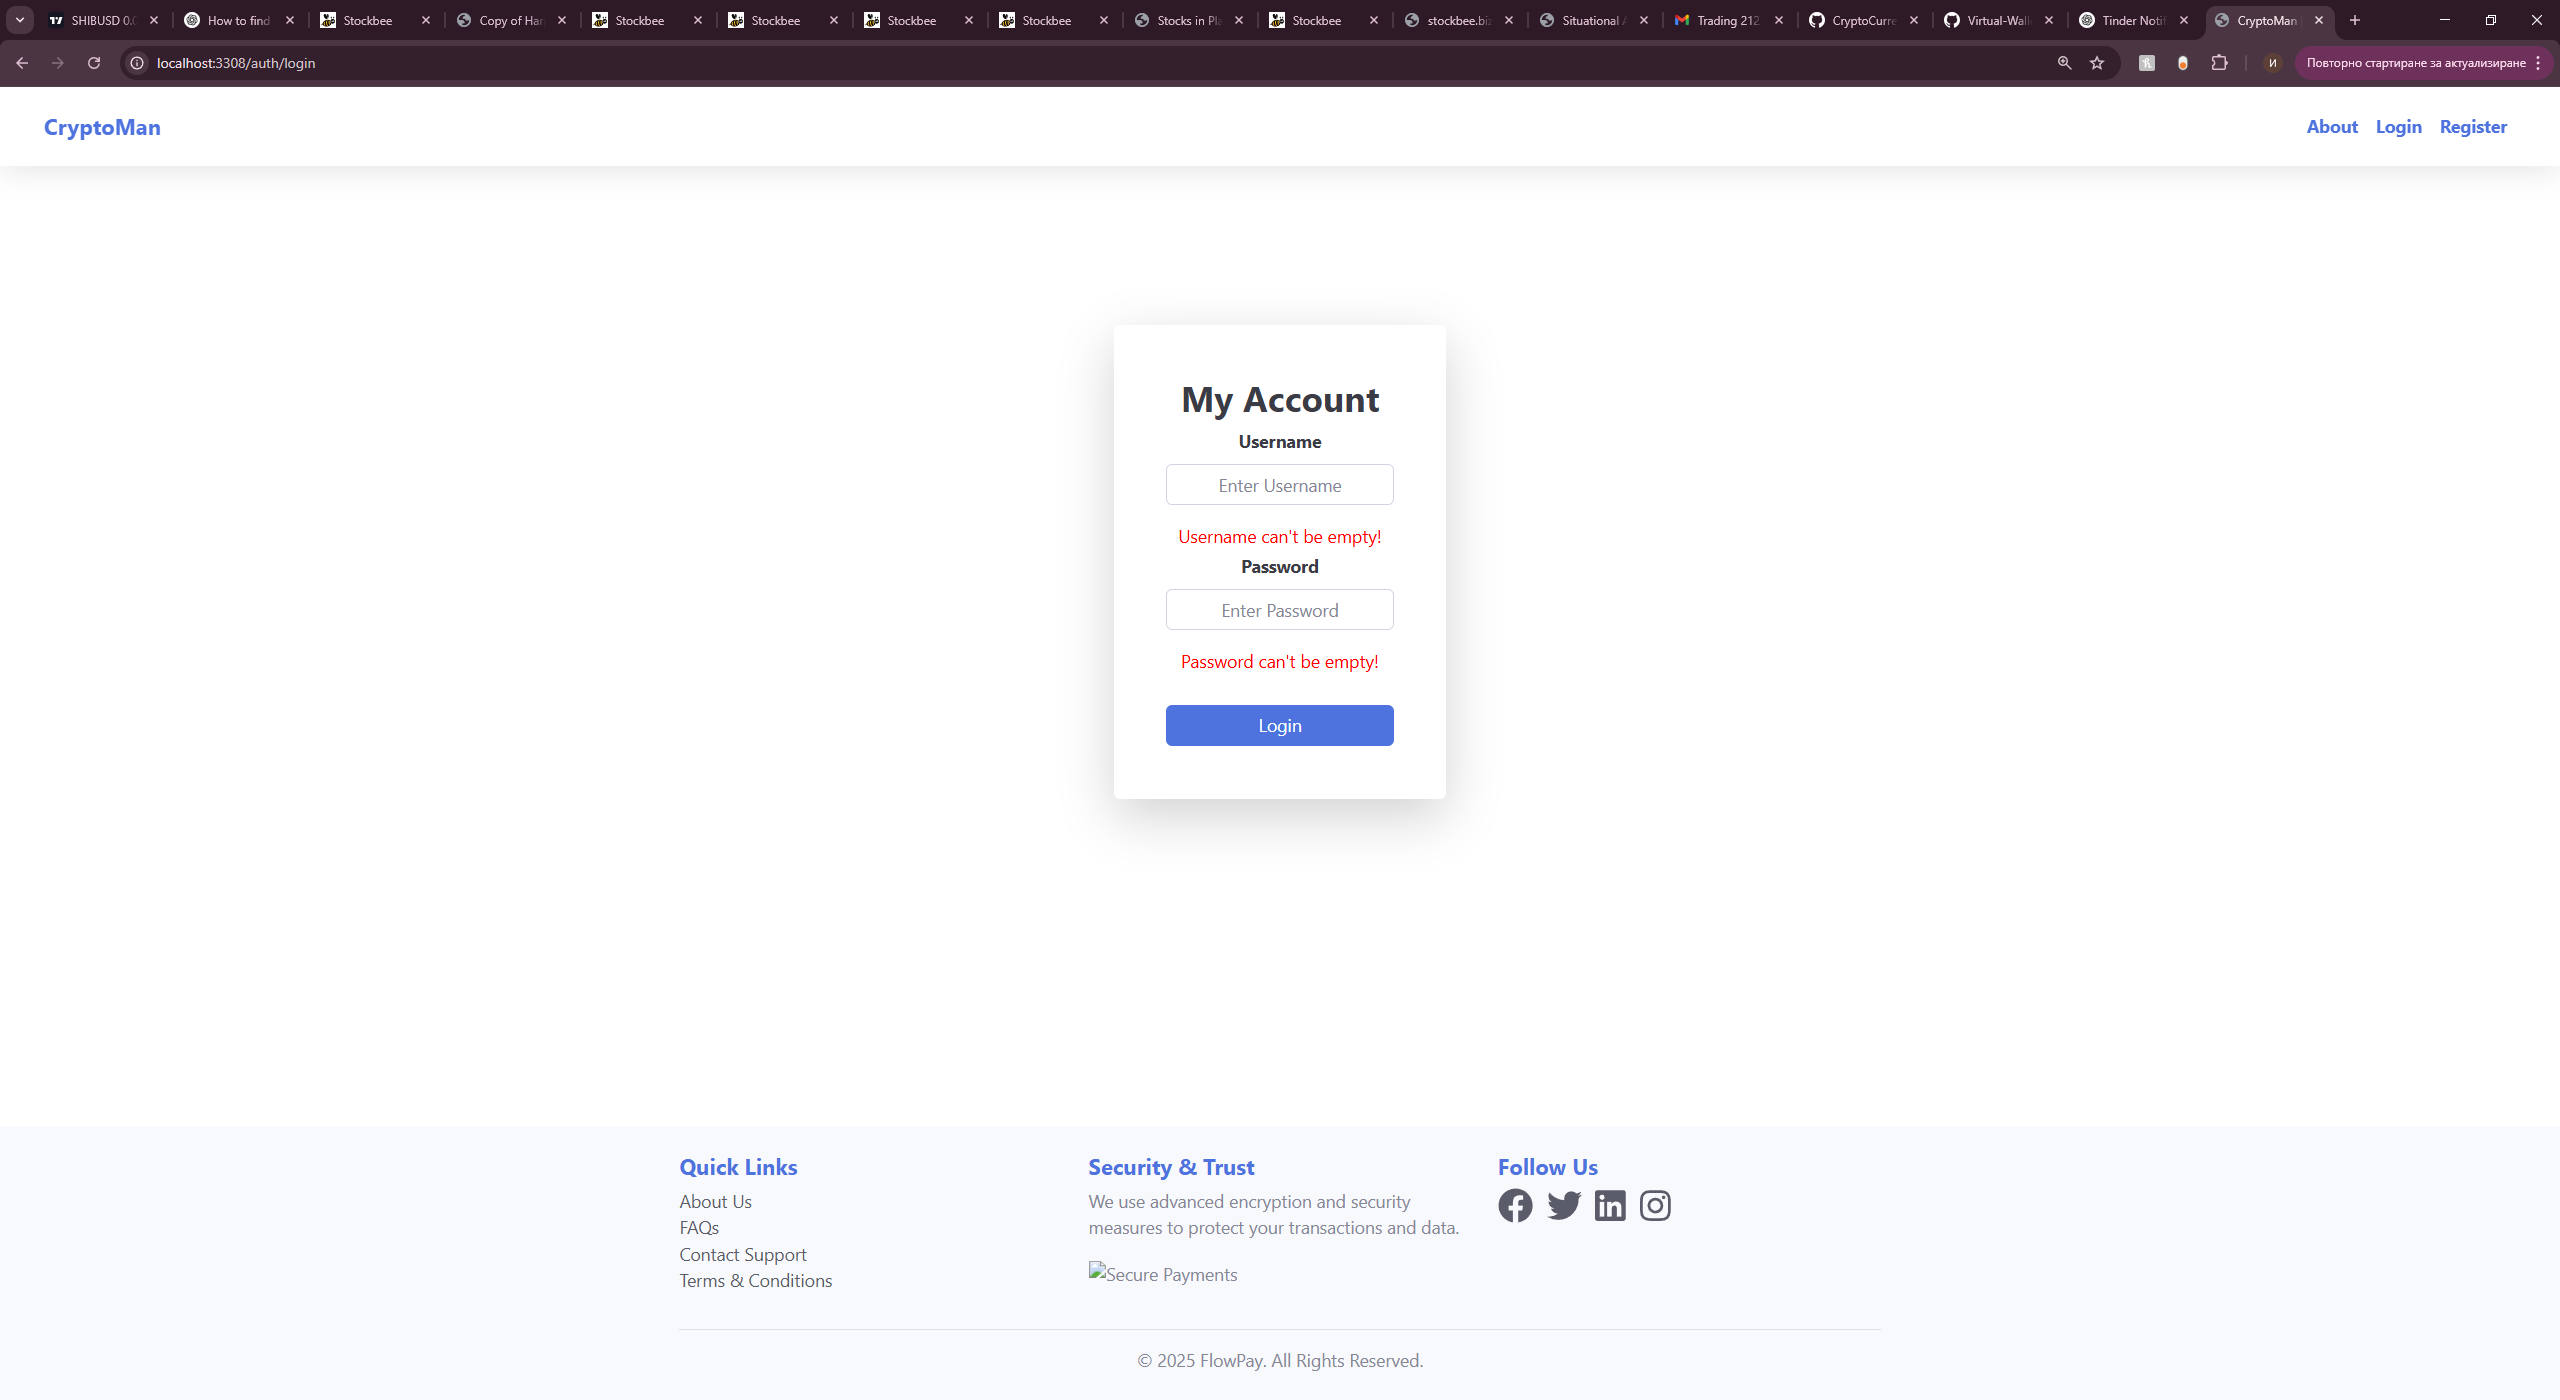 SHIBUSD 0.0
How to find
Stockbee
Copy of Han
Stockbee
Stockbee
Stockbee
Stockbee
Stocks in Pla
Stockbee
stockbee.biz
Situational A
Trading 212
CryptoCurre
Virtual-Wall
Tinder Notif
CryptoMan
localhost:3308/auth/login
И
Повторно стартиране за актуализиране
CryptoMan
About Login Register
My Account
Username
Enter Username
Username can't be empty!
Password
Enter Password
Password can't be empty!
Login
Quick Links
About Us
FAQs
Contact Support
Terms & Conditions
Security & Trust
We use advanced encryption and security
measures to protect your transactions and data.
Secure Payments
Follow Us
© 2025 FlowPay. All Rights Reserved.